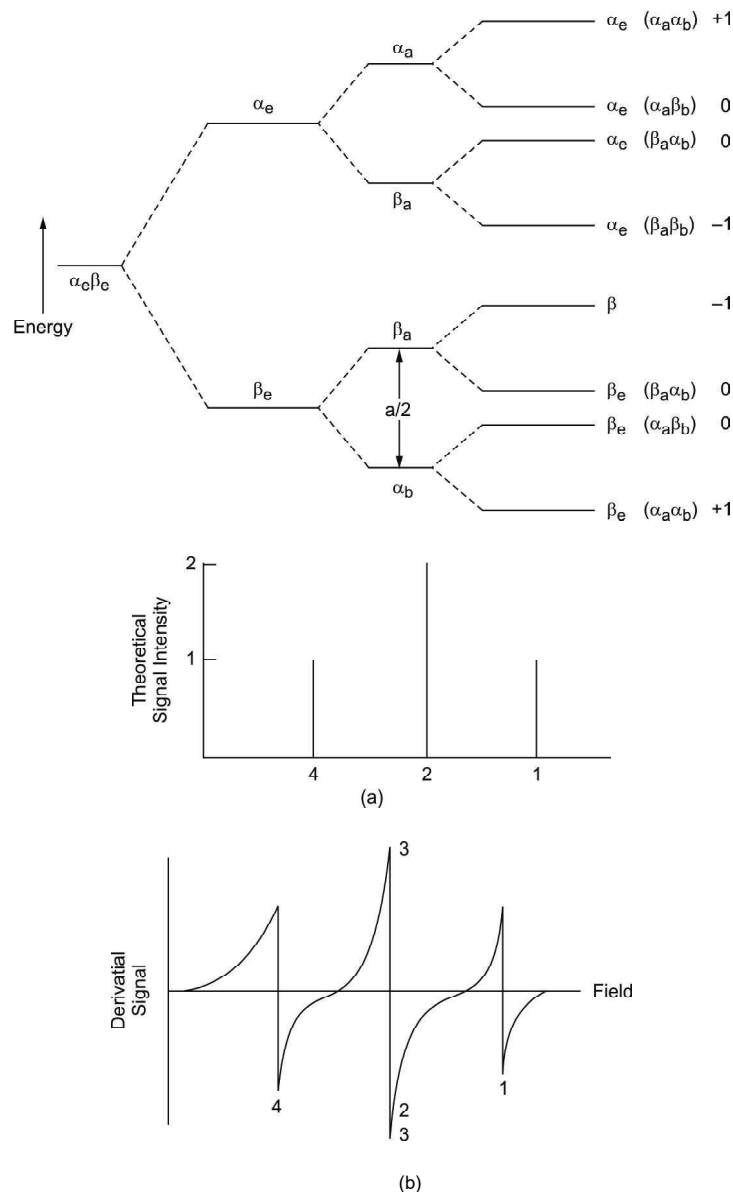 αe (αaαb) +1
αa
αe
αe (αaβb) 0
αc (βaαb) 0
βa
αe (βaβb) –1
αcβc
Energy
β –1
βa
βe
a/2
βe (βaαb) 0
βe (αaβb) 0
αb
βe (αaαb) +1
Theoretical
Signal Intensity
2
1
4 2 1
(a)
Derivatial
Signal
3
Field
4
2
3
1
(b)